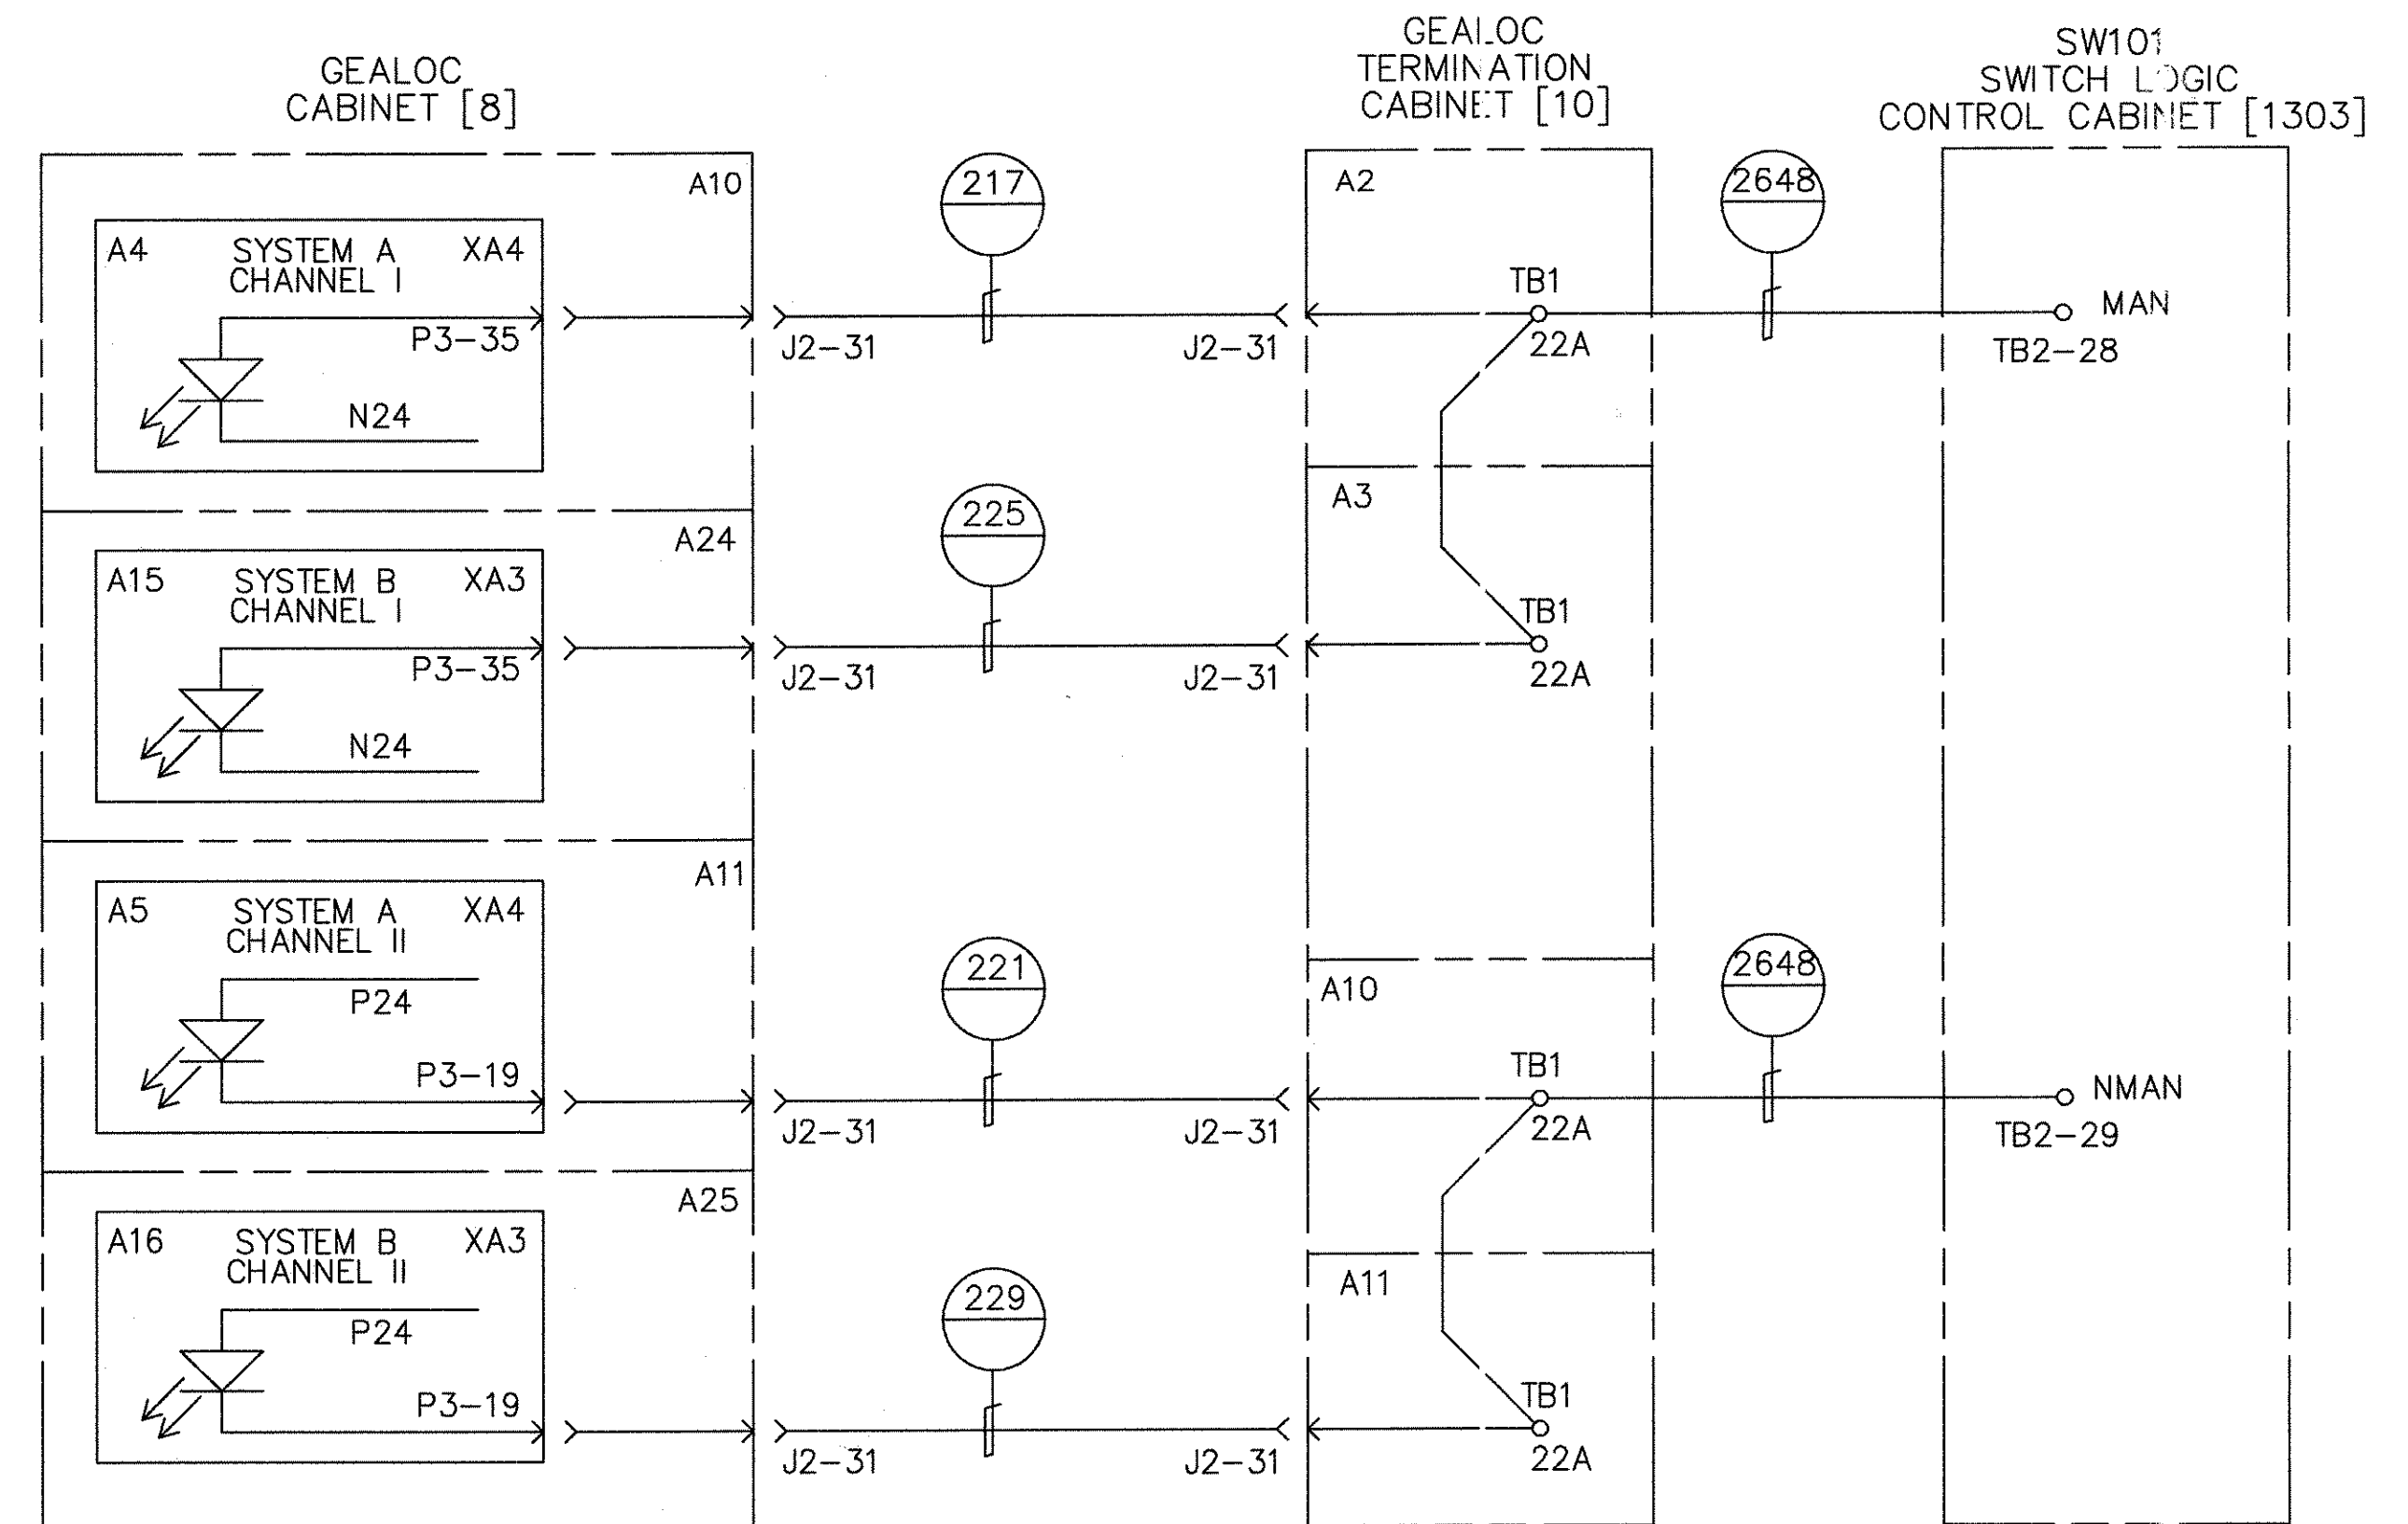 GEALOC
CABINET [8]
GEALOC
TERMINATION
CABINET [10]
SW101
SWITCH LOGIC
CONTROL CABINET [1303]
A10
217
A2
2648
A4 SYSTEM A XA4
CHANNEL I
P3-35
N24
J2-31
J2-31
TB1
22A
MAN
TB2-28
A3
A24
225
A15 SYSTEM B XA3
CHANNEL I
P3-35
N24
J2-31
J2-31
TB1
22A
A11
A5 SYSTEM A XA4
CHANNEL II
P24
P3-19
221
A10
2648
J2-31
J2-31
TB1
22A
NMAN
TB2-29
A25
A16 SYSTEM B XA3
CHANNEL II
P24
P3-19
229
A11
J2-31
J2-31
TB1
22A